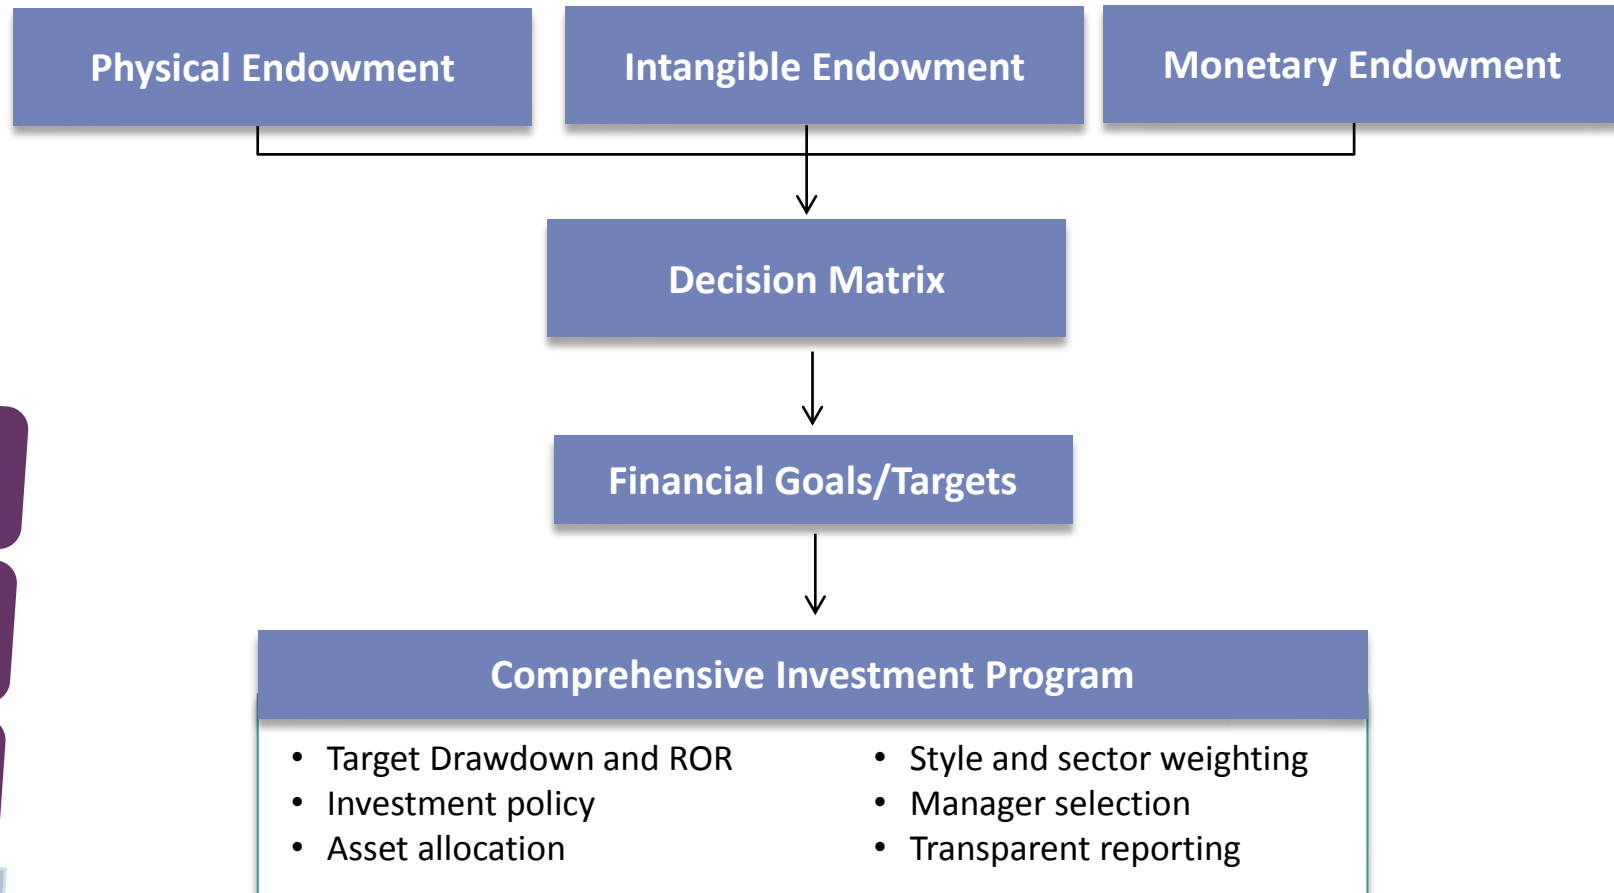 Physical Endowment
Intangible Endowment
Monetary Endowment
Decision Matrix
Financial Goals/Targets
Comprehensive Investment Program
• Target Drawdown and ROR
• Investment policy
• Asset allocation
• Style and sector weighting
• Manager selection
• Transparent reporting